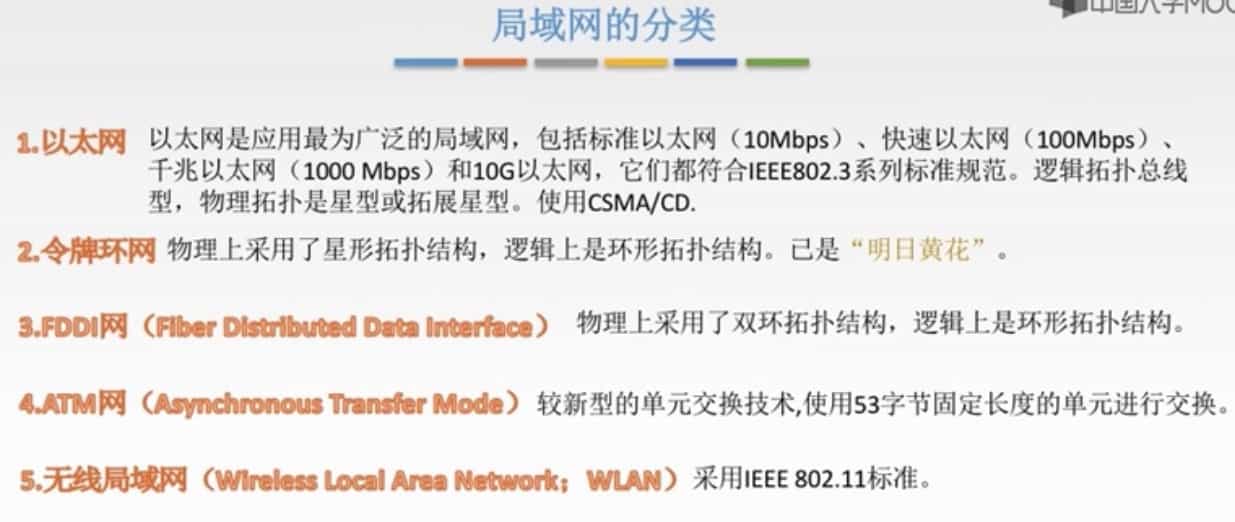 中国大学MOO
局域网的分类
1.以太网 以太网是应用最为广泛的局域网，包括标准以太网（10Mbps）、快速以太网（100Mbps）、
千兆以太网（1000 Mbps）和10G以太网，它们都符合IEEE802.3系列标准规范。逻辑拓扑总线
型，物理拓扑是星型或拓展星型。使用CSMA/CD.
2.令牌环网 物理上采用了星形拓扑结构，逻辑上是环形拓扑结构。己是“明日黄花”。
3.FDDI网（Fiber Distributed Data Interface） 物理上采用了双环拓扑结构，逻辑上是环形拓扑结构。
4.ATM网（Asynchronous Transfer Mode） 较新型的单元交换技术,使用53字节固定长度的单元进行交换。
5.无线局域网（Wireless Local Area Network；WLAN）采用IEEE 802.11标准。